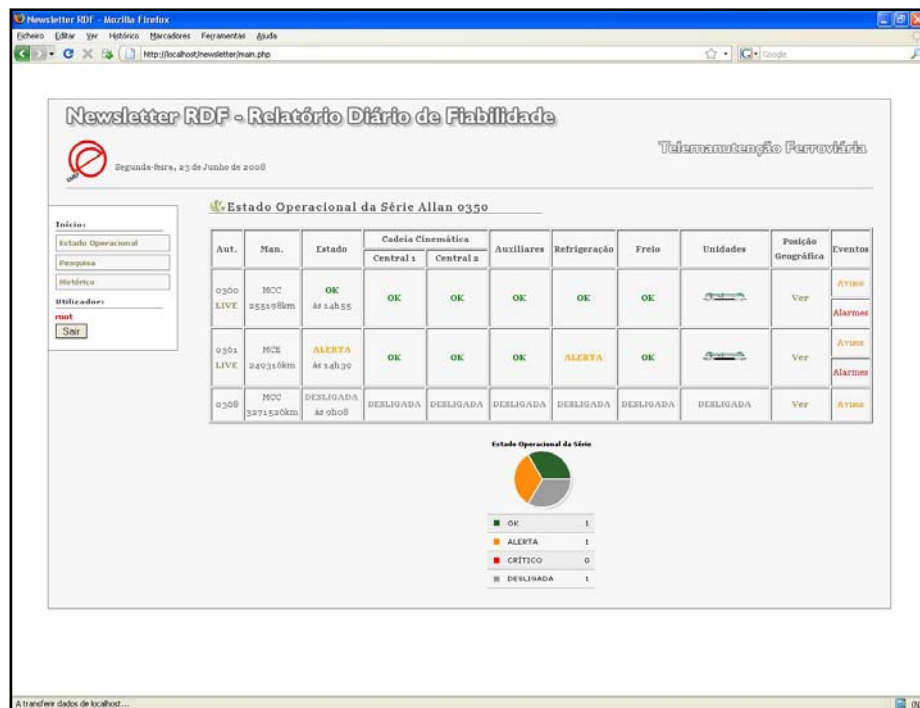 Newsletter RDF - Mozilla Firefox
Ficheiro Editar Ver Histórico Marcadores Ferramentas Ajuda
http://localhost/newsletter/main.php Google
Newsletter RDF - Relatório Diário de Fiabilidade
Telemanutenção Ferroviária
Segunda-feira, 23 de Junho de 2008
Estado Operacional da Série Allan 0350
Início:
Estado Operacional
Pesquisa
Histórico
Utilizador:
root
Sair
Aut. Man. Estado Cadeia Cinemática Auxiliares Refrigeração Freio Unidades Posição Geográfica Eventos
Central 1 Central 2
0360 LIVE MCC 255198km OK às 14h55 OK OK OK OK OK Ver Avisos Alarmes
0361 LIVE MCE 249316km ALERTA às 14h39 OK OK OK ALERTA OK Ver Avisos Alarmes
0368 MCC 3271526km DESLIGADA às 9h08 DESLIGADA DESLIGADA DESLIGADA DESLIGADA DESLIGADA DESLIGADA Ver Avisos
Estado Operacional da Série
OK 1
ALERTA 1
CRÍTICO 0
DESLIGADA 1
A transferir dados de localhost...